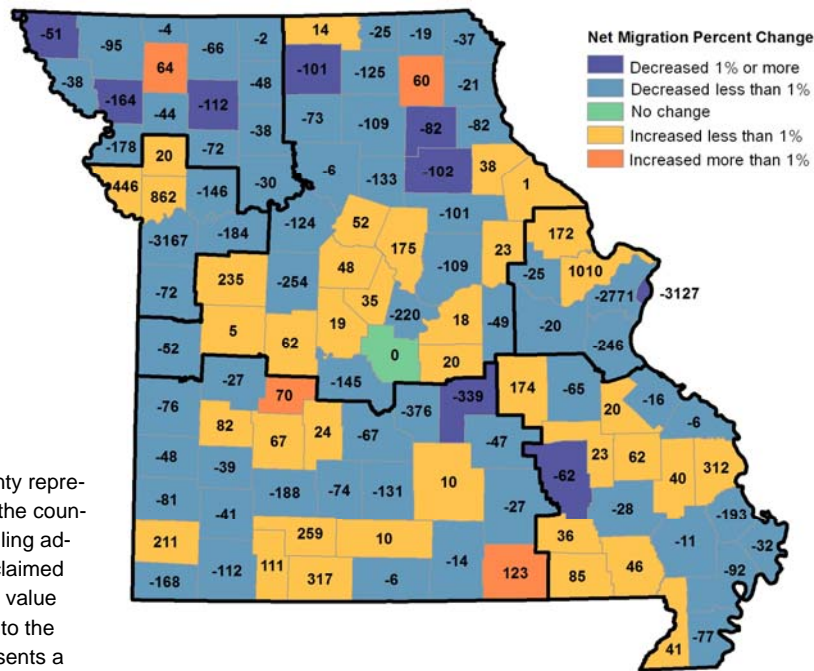 Net Migration Percent Change
Decreased 1% or more
Decreased less than 1%
No change
Increased less than 1%
Increased more than 1%
-51 -95 -4 -66 -2 14 -25 -19 -37
-38 64 -48 -101 -125 60 -21
-164 -44 -112 -38 -73 -109 -82 -82
-178 20 -72 -30 -6 -133 -102 38 1
446 862 -146 -101
-3167 -184 -124 52 175 23 172
-72 235 -254 48 35 -109 -25 1010 -2771 -3127
-52 5 62 19 -220 18 -49 -20 -246
0 20
-76 -27 70 -145 -376 -339 174 -65 20 -16 -6
82 67 24 -67 -47
-48 -39 -62 23 62 40 312
-81 -41 -188 -74 -131 10 -27 -28 -193
211 259 10 36 -11 -32
-168 -112 111 317 -6 -14 123 85 46 -92
41 -77
nty repre-
the coun-
ling ad-
claimed
value
to the
sents a